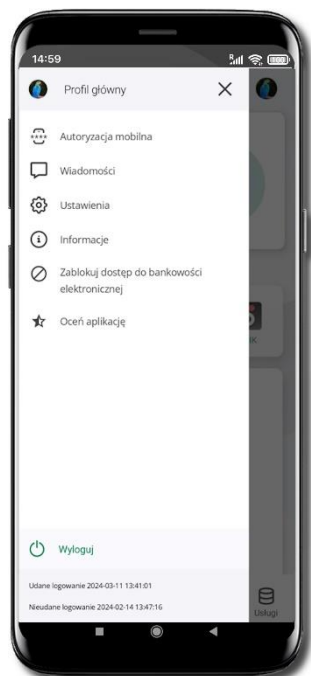 14:59
Profil główny
Autoryzacja mobilna
Wiadomości
Ustawienia
Informacje
Zablokuj dostęp do bankowości
elektronicznej
Oceń aplikację
Wyloguj
Udane logowanie 2024-03-11 13:41:01
Nieudane logowanie 2024-02-14 13:47:16
Usługi